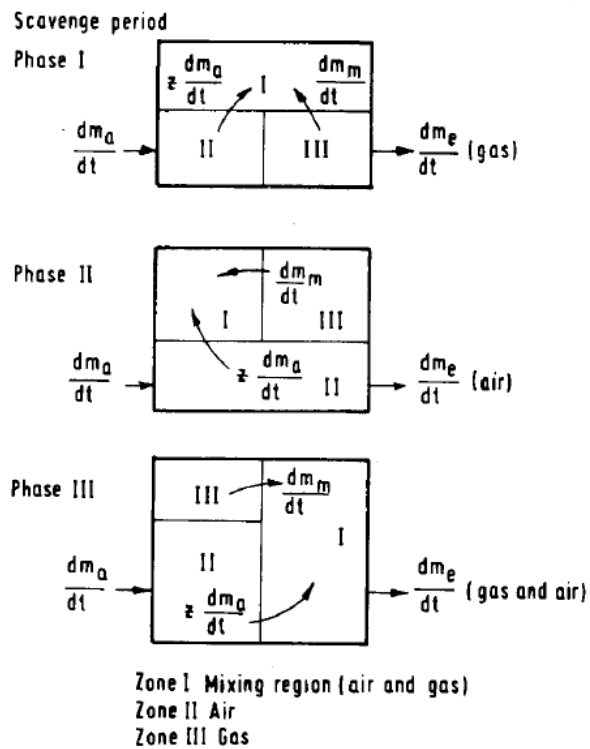 Scavenge period
Phase I
z dm_a/dt I dm_m/dt
dm_a/dt II III dm_e/dt (gas)
Phase II
dm/dt m
I III
dm_a/dt z dm_a/dt II dm_e/dt (air)
Phase III
III dm_m/dt
I
II
dm_a/dt z dm_a/dt dm_e/dt (gas and air)
Zone I Mixing region (air and gas)
Zone II Air
Zone III Gas